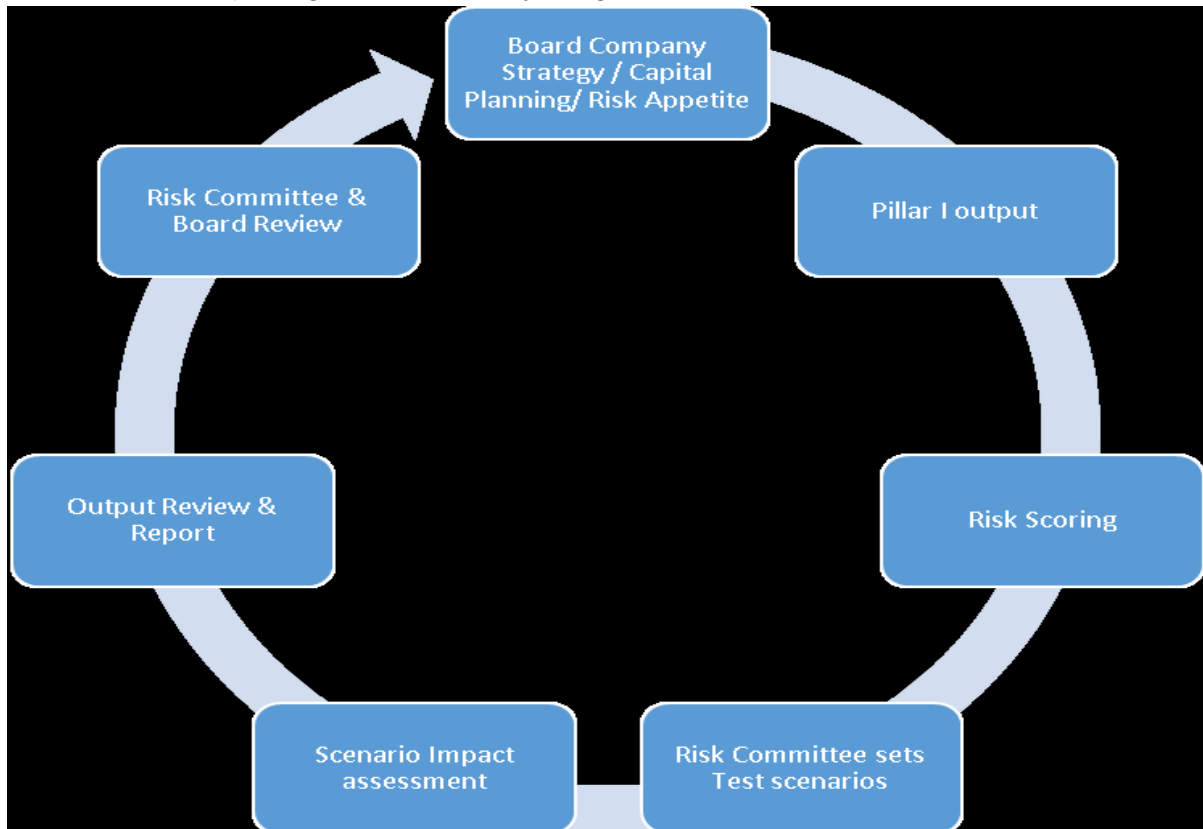 Board Company
Strategy / Capital
Planning/ Risk Appetite
Pillar I output
Risk Scoring
Risk Committee sets
Test scenarios
Scenario Impact
assessment
Output Review &
Report
Risk Committee &
Board Review